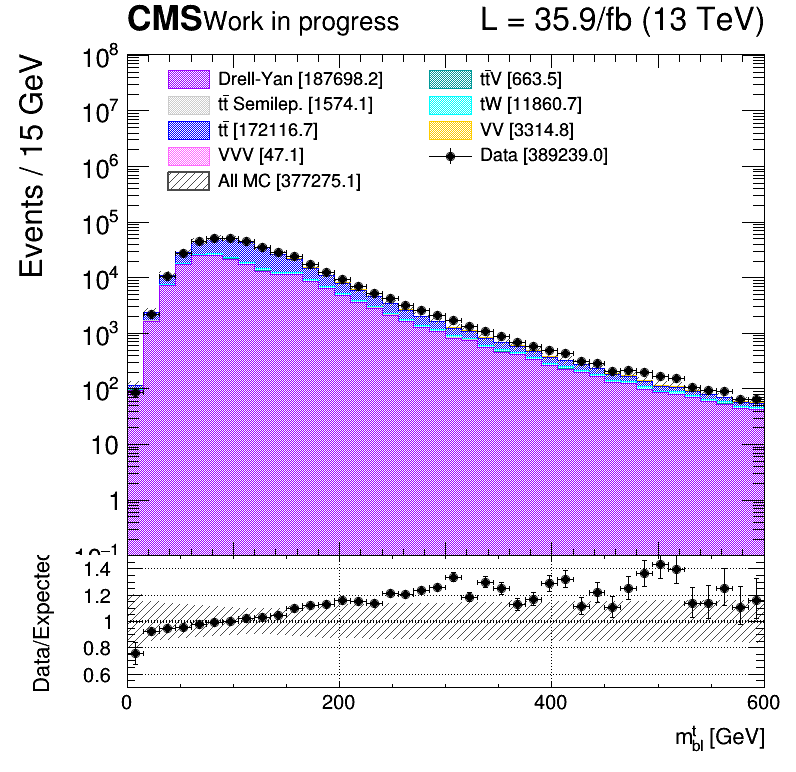 CMS Work in progress L = 35.9/fb (13 TeV)
Events / 15 GeV
10⁸
10⁷
10⁶
10⁵
10⁴
10³
10²
10
1
10⁻¹
Drell-Yan [187698.2]
tt̄ Semilep. [1574.1]
tt̄ [172116.7]
VVV [47.1]
All MC [377275.1]
tt̄V [663.5]
tW [11860.7]
VV [3314.8]
Data [389239.0]
Data/Expected
1.4
1.2
1
0.8
0.6
0 200 400 600
m^t_bl [GeV]